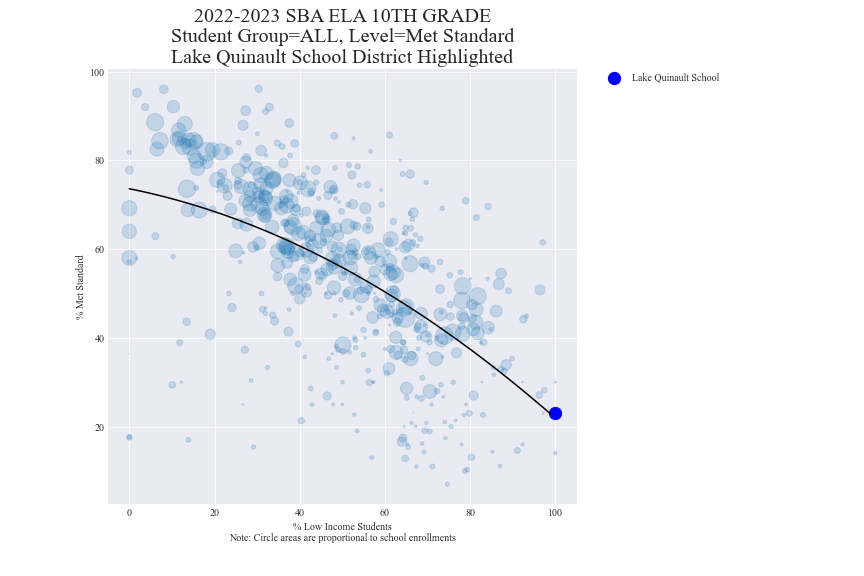 2022-2023 SBA ELA 10TH GRADE
Student Group=ALL, Level=Met Standard
Lake Quinault School District Highlighted
Lake Quinault School
100
80
60
40
20
% Met Standard
0 20 40 60 80 100
% Low Income Students
Note: Circle areas are proportional to school enrollments